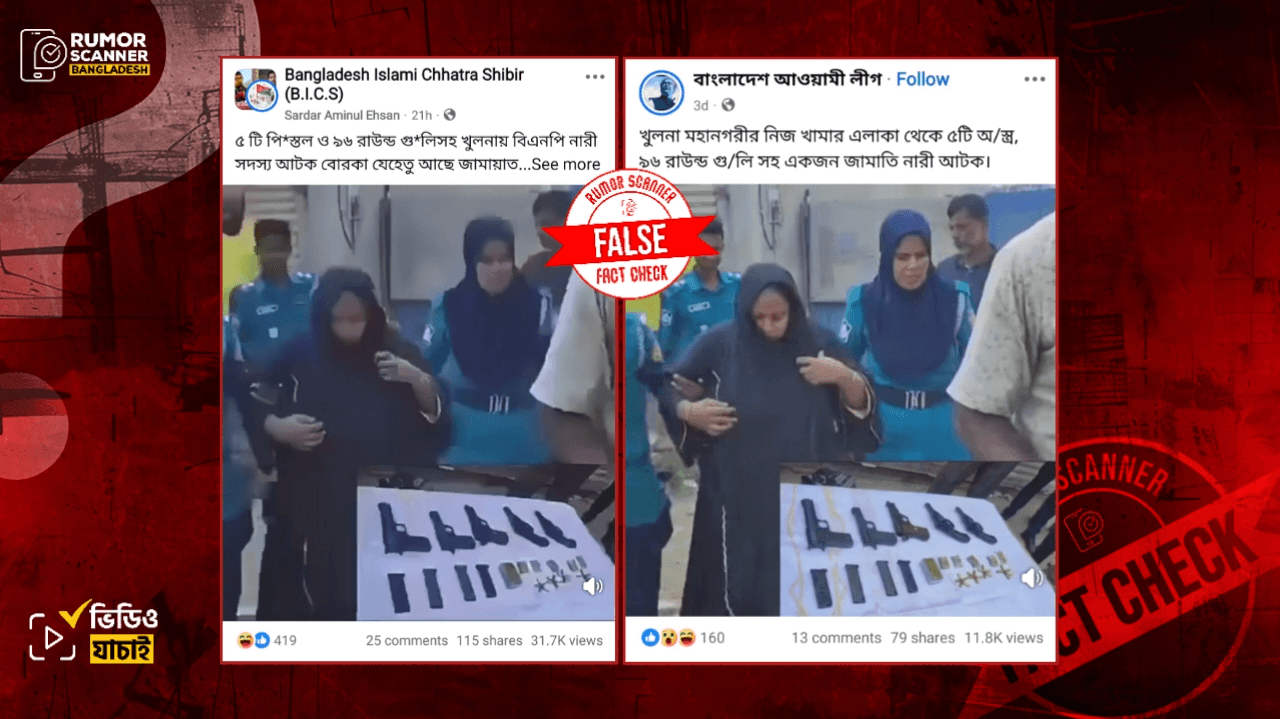 RUMOR
SCANNER
BANGLADESH
Bangladesh Islami Chhatra Shibir
(B.I.C.S)
Sardar Aminul Ehsan · 21h ·
৫ টি পি*স্তল ও ৯৬ রাউন্ড গু*লিসহ খুলনায় বিএনপি নারী
সদস্য আটক বোরকা যেহেতু আছে জামায়াত...See more
419
25 comments 115 shares 31.7K views
বাংলাদেশ আওয়ামী লীগ · Follow
3d ·
খুলনা মহানগরীর নিজ খামার এলাকা থেকে ৫টি অ/স্ত্র,
৯৬ রাউন্ড গু/লি সহ একজন জামাতি নারী আটক।
160
13 comments 79 shares 11.8K views
RUMOR SCANNER
FALSE
FACT CHECK
ভিডিও
যাচাই
SCANNER
FACT CHECK